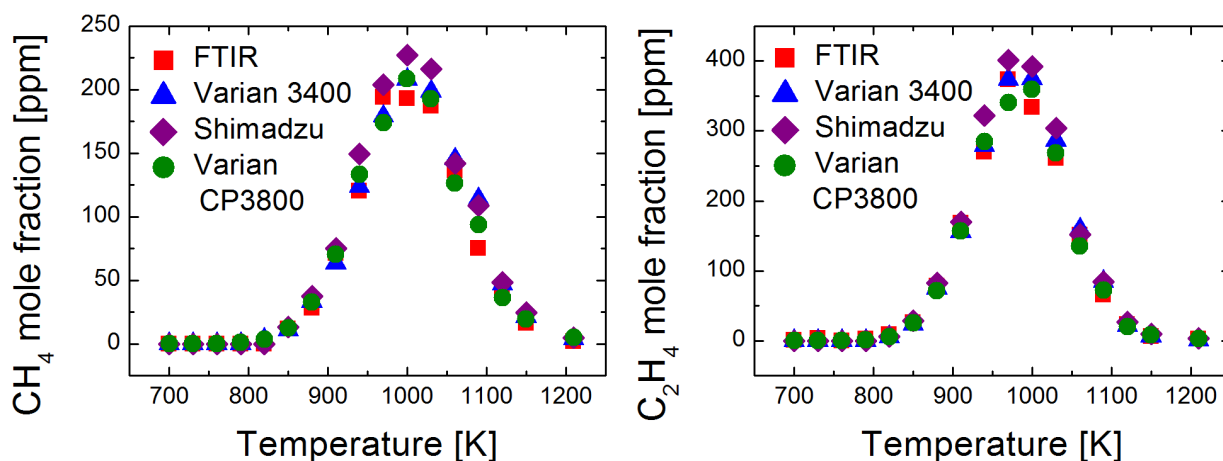 CH4 mole fraction [ppm]
250
200
150
100
50
0
FTIR
Varian 3400
Shimadzu
Varian
CP3800
700 800 900 1000 1100 1200
Temperature [K]
C2H4 mole fraction [ppm]
400
300
200
100
0
FTIR
Varian 3400
Shimadzu
Varian
CP3800
700 800 900 1000 1100 1200
Temperature [K]